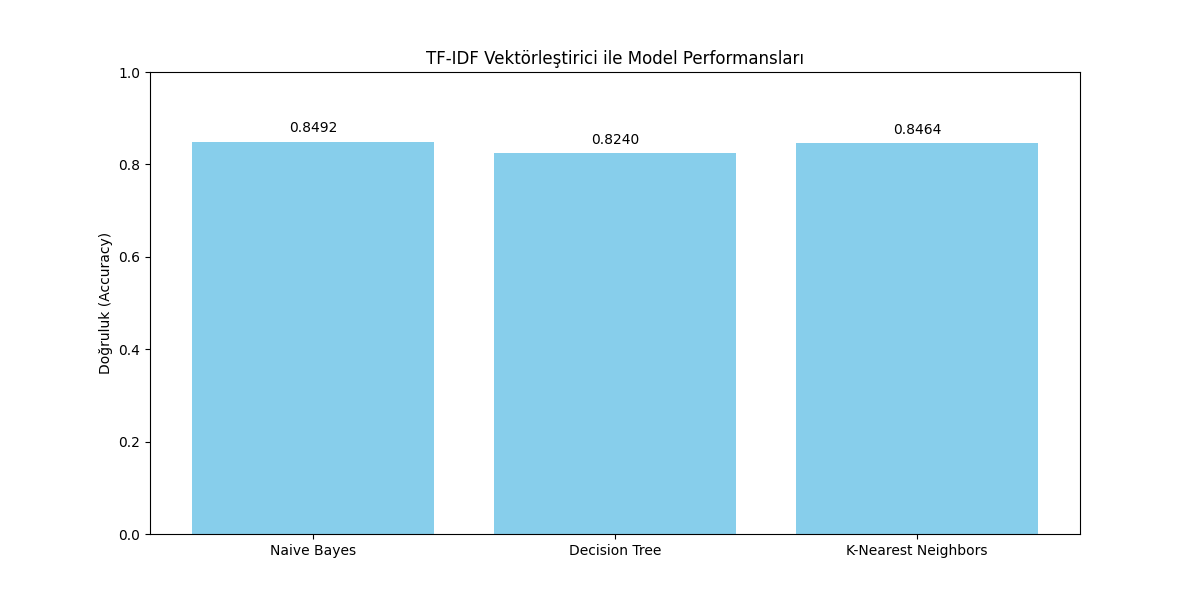 TF-IDF Vektörleştirici ile Model Performansları
Doğruluk (Accuracy)
1.0
0.8
0.6
0.4
0.2
0.0
0.8492
0.8240
0.8464
Naive Bayes
Decision Tree
K-Nearest Neighbors